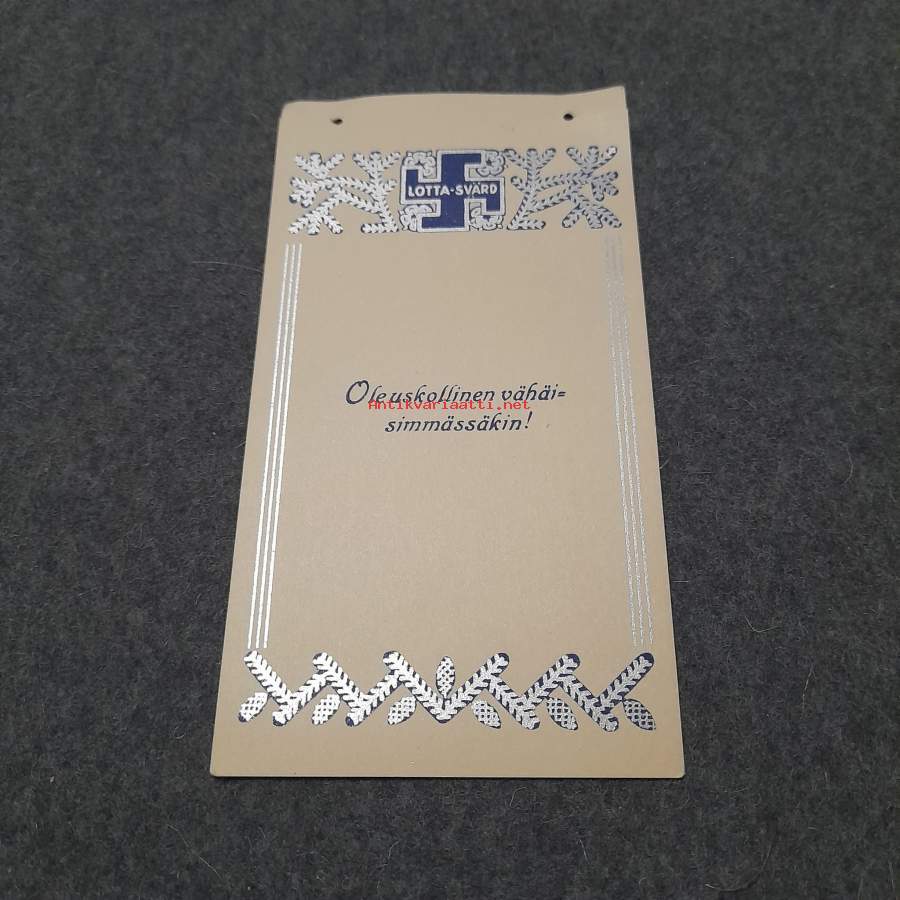 LOTTA-SVÄRD
Ole uskollinen vähäi=
Antikvariaatti.net
simmässäkin!